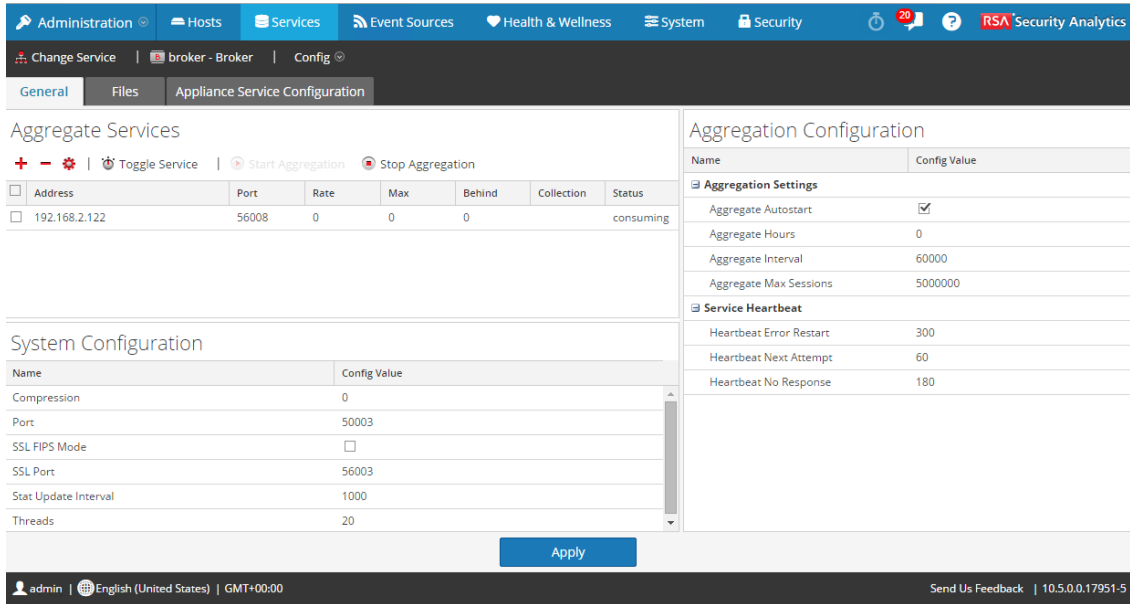 Administration Hosts Services Event Sources Health & Wellness System Security 20 ? RSA Security Analytics
Change Service | B broker - Broker | Config
General Files Appliance Service Configuration
Aggregate Services
Toggle Service | Start Aggregation Stop Aggregation
Address Port Rate Max Behind Collection Status
192.168.2.122 56008 0 0 0 consuming
System Configuration
Name Config Value
Compression 0
Port 50003
SSL FIPS Mode
SSL Port 56003
Stat Update Interval 1000
Threads 20
Aggregation Configuration
Name Config Value
Aggregation Settings
Aggregate Autostart
Aggregate Hours 0
Aggregate Interval 60000
Aggregate Max Sessions 5000000
Service Heartbeat
Heartbeat Error Restart 300
Heartbeat Next Attempt 60
Heartbeat No Response 180
Apply
admin | English (United States) | GMT+00:00 Send Us Feedback | 10.5.0.0.17951-5